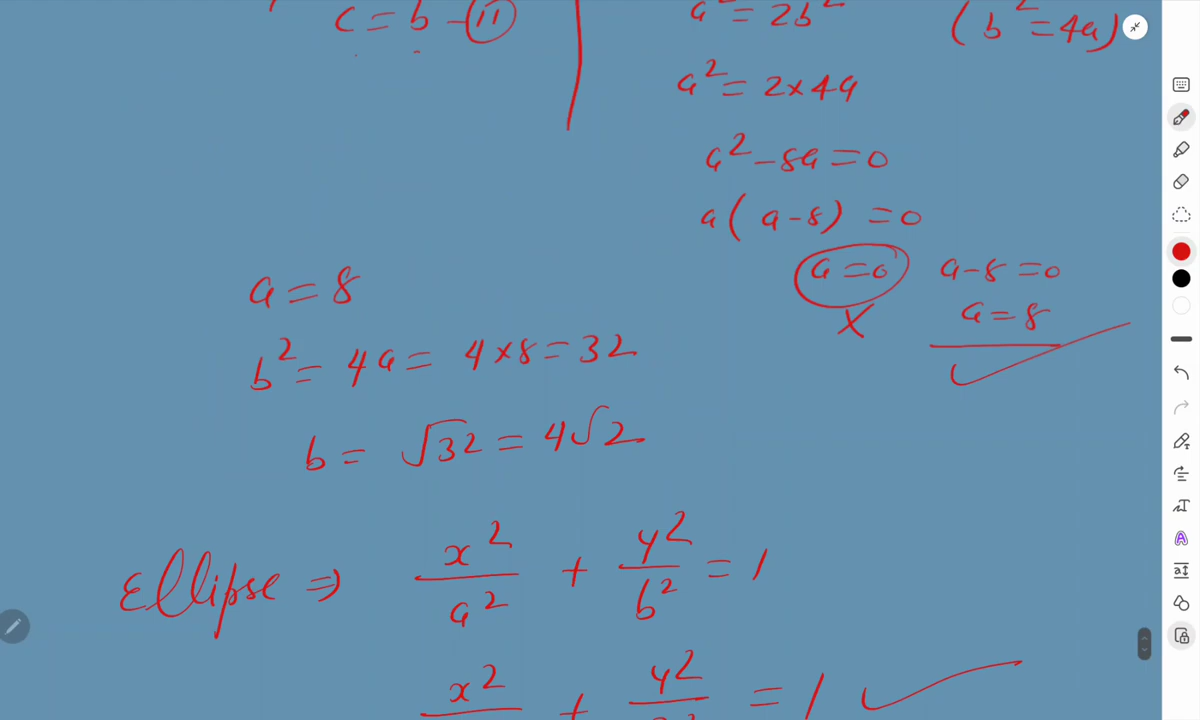 c = b - (ii)
a² = 2b²
(b² = 4a)
a² = 2×4a
a² - 8a = 0
a(a-8) = 0
a = 0
a-8 = 0
x
a = 8
a = 8
b² = 4a = 4×8 = 32
b = √32 = 4√2
Ellipse ⇒ x²/a² + y²/b² = 1
x² + y² = 1